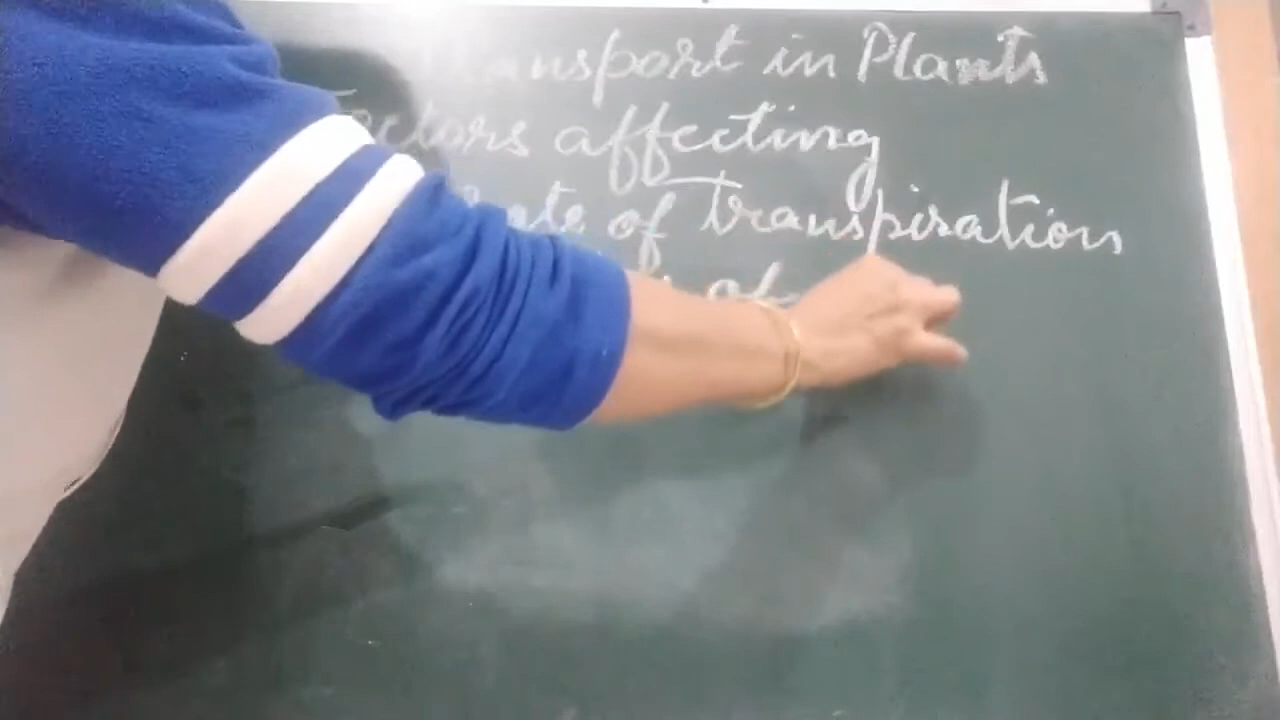 Transport in Plants
Factors affecting
Rate of Transpiration